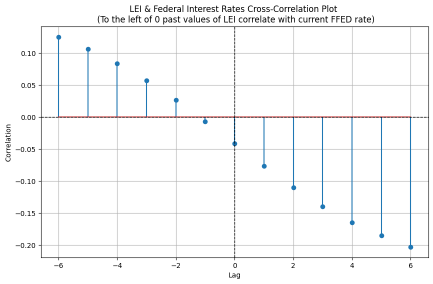 LEI & Federal Interest Rates Cross-Correlation Plot
(To the left of 0 past values of LEI correlate with current FFED rate)
0.10
0.05
0.00
−0.05
−0.10
−0.15
−0.20
Correlation
−6 −4 −2 0 2 4 6
Lag